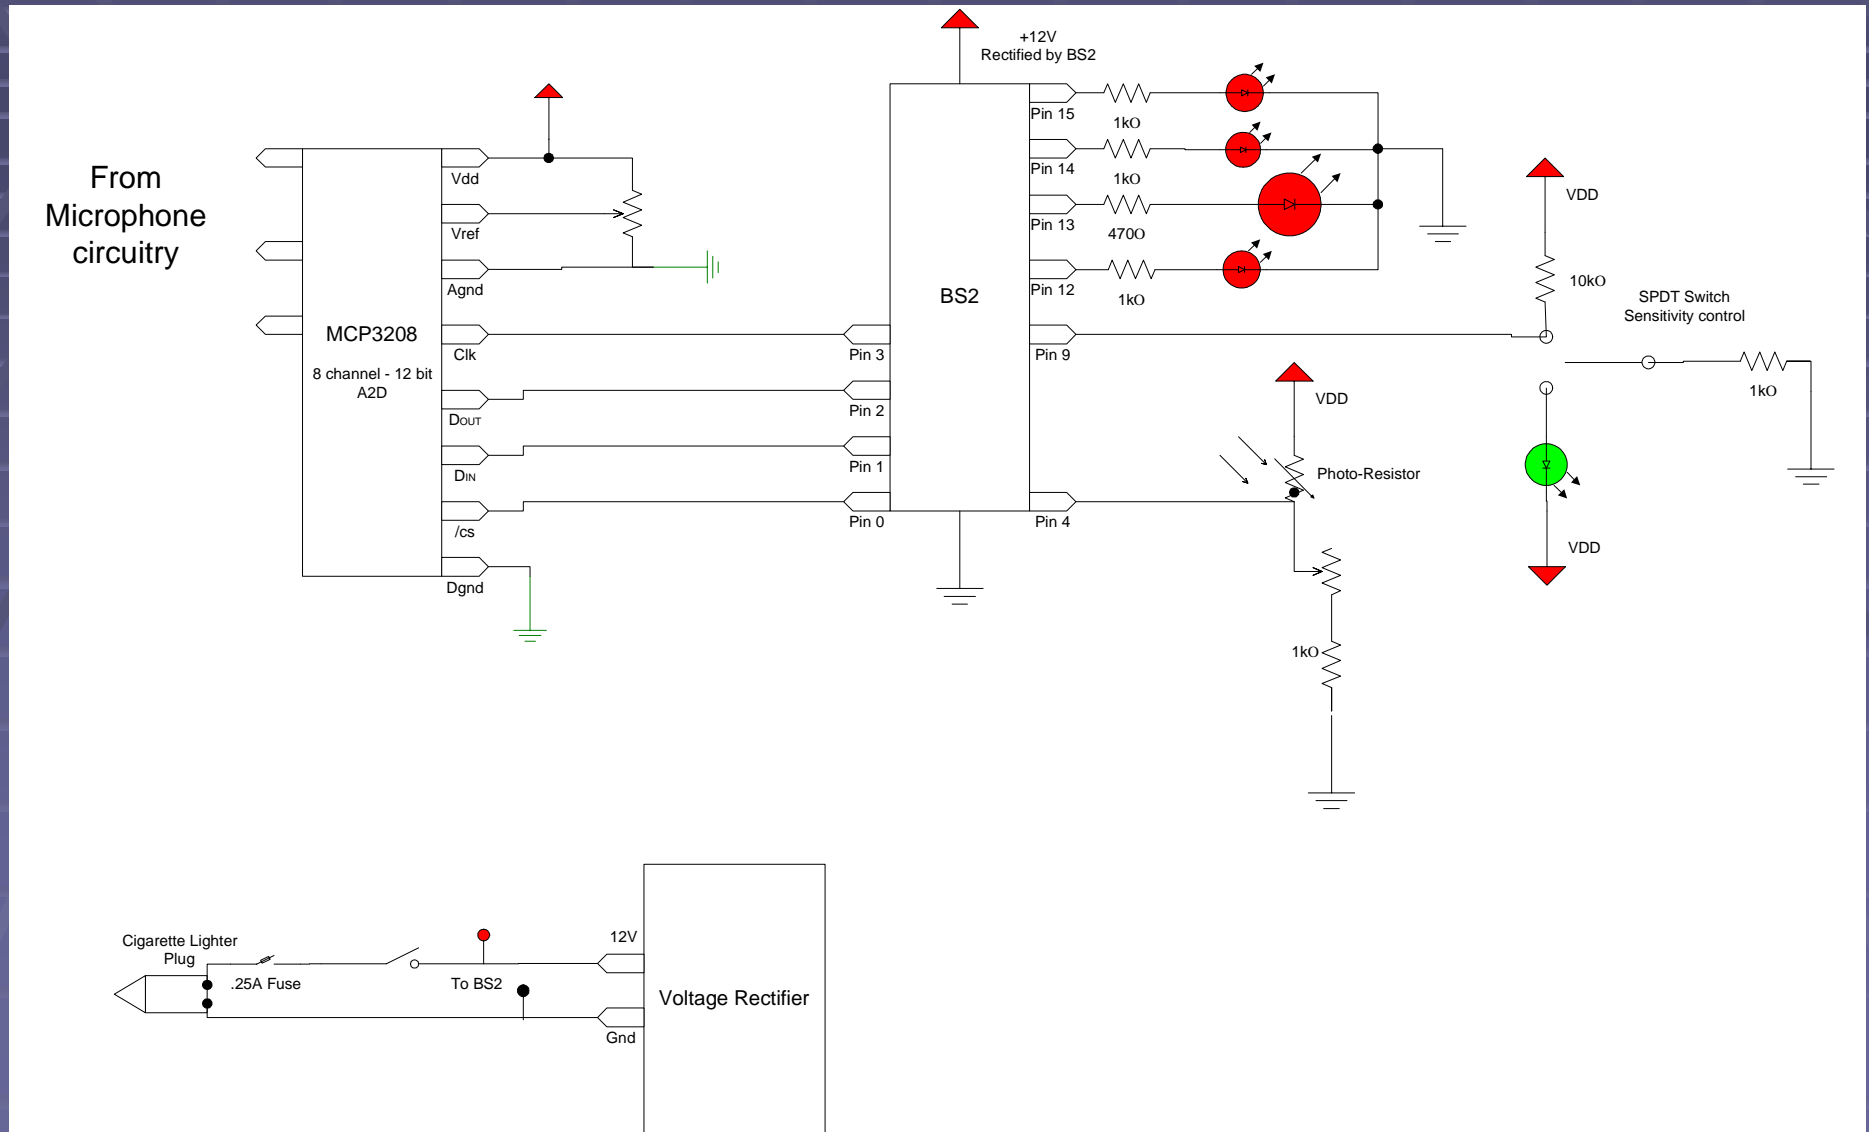 +12V
Rectified by BS2
From
Microphone
circuitry
Vdd
Vref
Agnd
MCP3208
8 channel - 12 bit
A2D
Clk
DOUT
DIN
/cs
Dgnd
BS2
Pin 3
Pin 2
Pin 1
Pin 0
Pin 15
1kO
Pin 14
1kO
Pin 13
470O
Pin 12
1kO
Pin 9
Pin 4
VDD
Photo-Resistor
1kO
VDD
10kO
SPDT Switch
Sensitivity control
1kO
VDD
Cigarette Lighter
Plug
.25A Fuse
To BS2
12V
Gnd
Voltage Rectifier